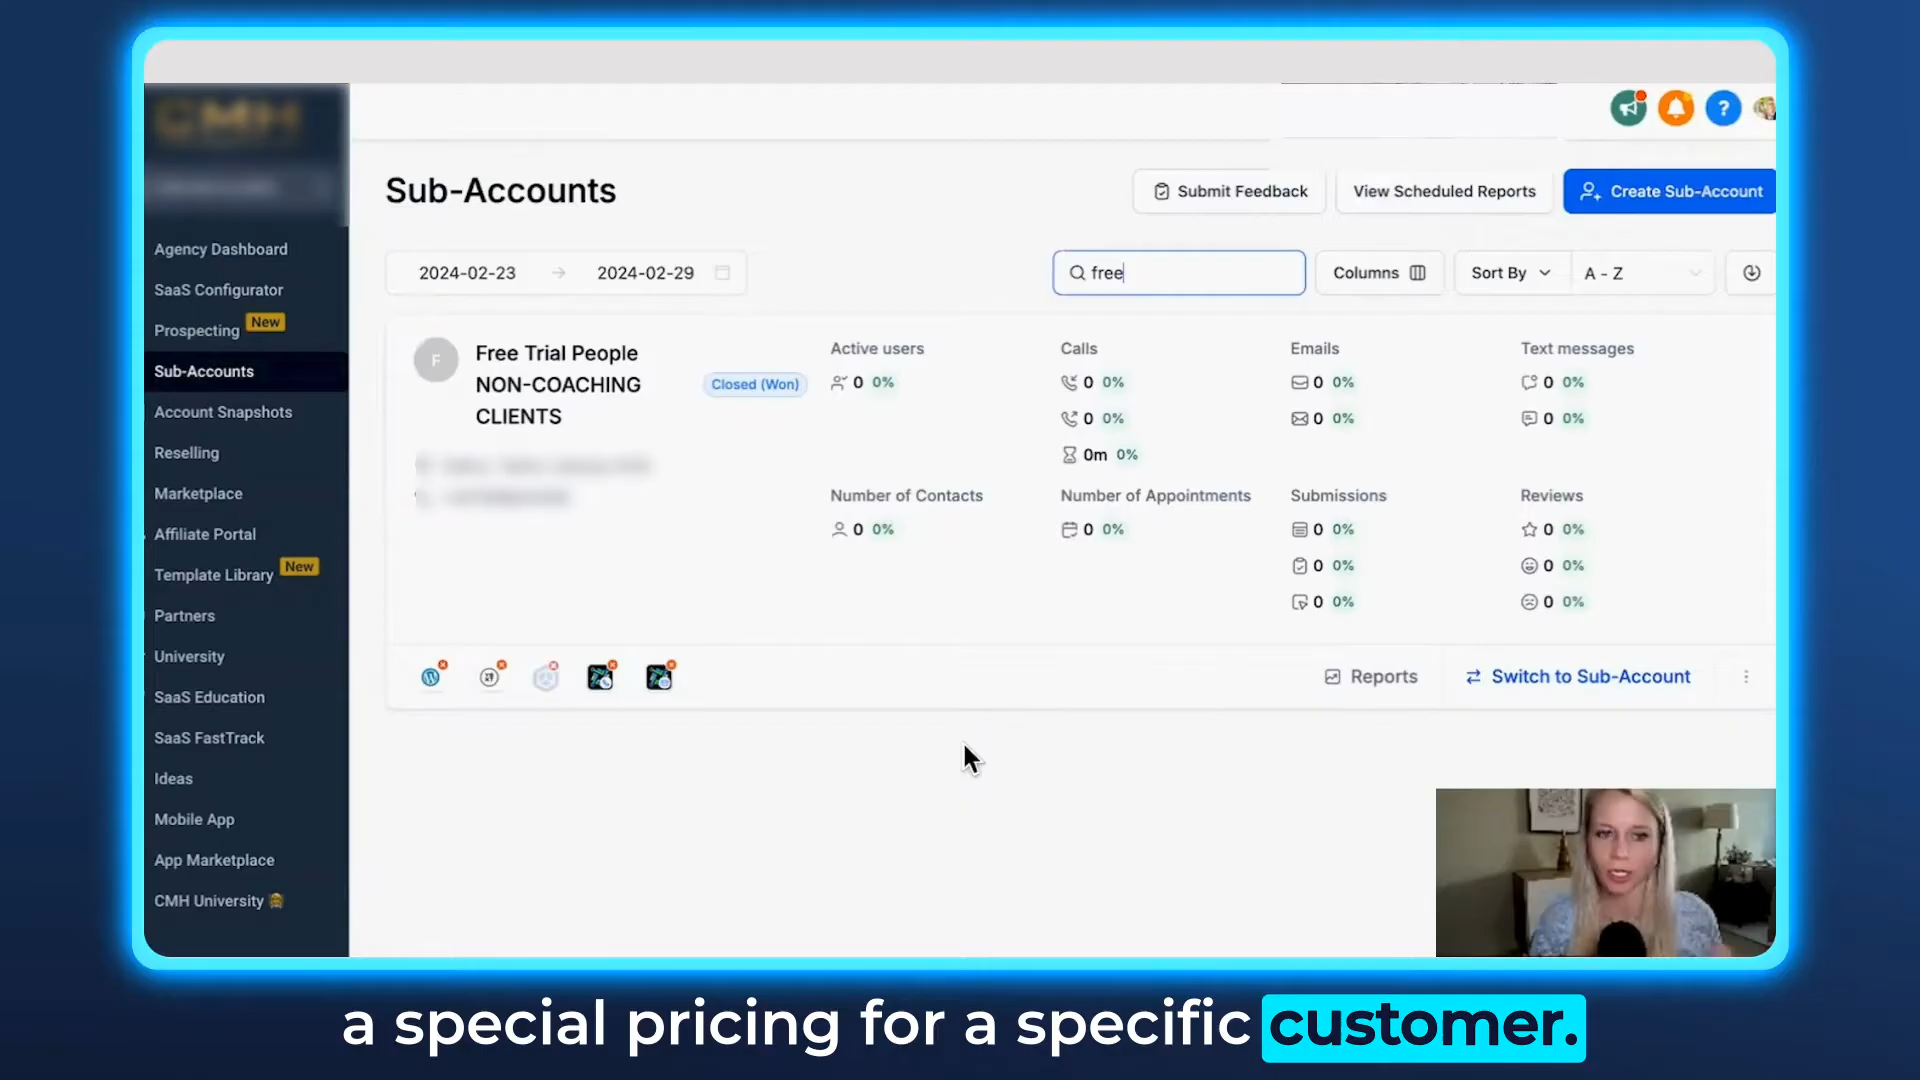 CMH
Sub-Accounts
Submit Feedback
View Scheduled Reports
Create Sub-Account
?
2024-02-23 → 2024-02-29
free
Columns
Sort By
A - Z
Agency Dashboard
SaaS Configurator
Prospecting New
Sub-Accounts
Account Snapshots
Reselling
Marketplace
Affiliate Portal
Template Library New
Partners
University
SaaS Education
SaaS FastTrack
Ideas
Mobile App
App Marketplace
CMH University
F
Free Trial People
NON-COACHING
CLIENTS
Closed (Won)
Active users
0 0%
Calls
0 0%
0 0%
0m 0%
Emails
0 0%
0 0%
Text messages
0 0%
0 0%
Number of Contacts
0 0%
Number of Appointments
0 0%
Submissions
0 0%
0 0%
0 0%
Reviews
0 0%
0 0%
0 0%
Reports
Switch to Sub-Account
a special pricing for a specific customer.